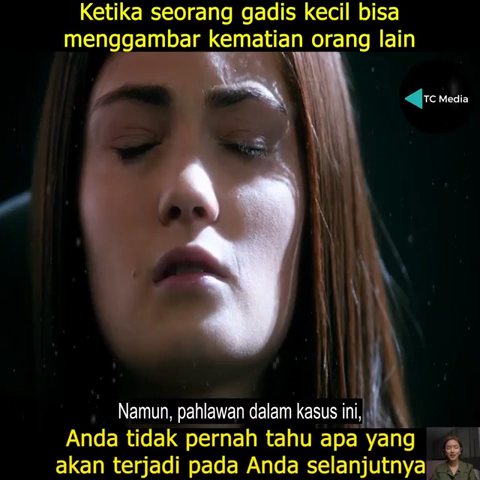 Ketika seorang gadis kecil bisa
menggambar kematian orang lain
TC Media
Namun, pahlawan dalam kasus ini,
Anda tidak pernah tahu apa yang
akan terjadi pada Anda selanjutnya